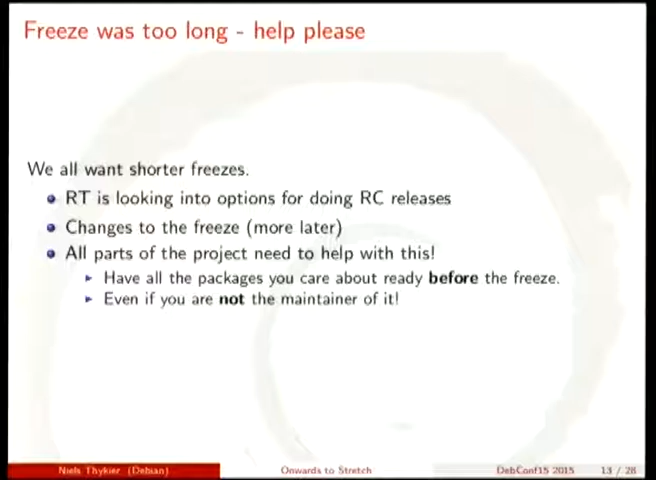 Freeze was too long - help please
We all want shorter freezes.
RT is looking into options for doing RC releases
Changes to the freeze (more later)
All parts of the project need to help with this!
Have all the packages you care about ready before the freeze.
Even if you are not the maintainer of it!
Niels Thykier (Debian)
Onwards to Stretch
DebConf15 2015
13 / 28